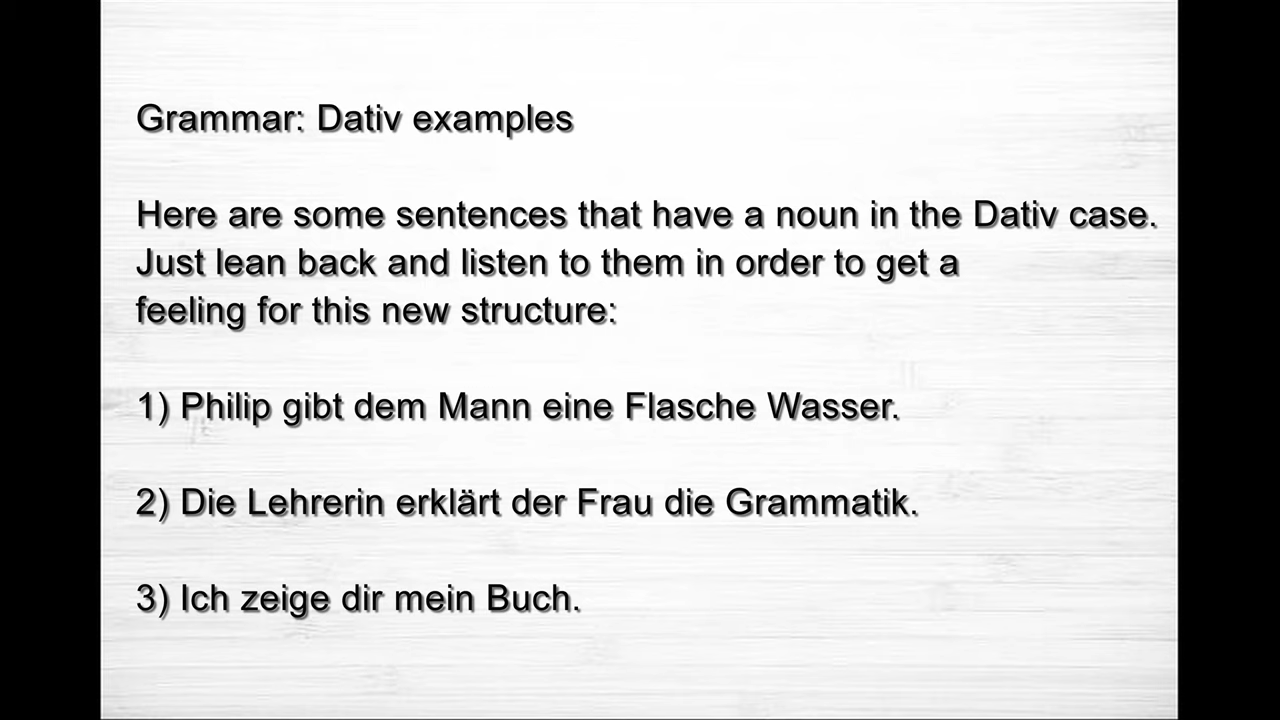 Grammar: Dativ examples
Here are some sentences that have a noun in the Dativ case.
Just lean back and listen to them in order to get a
feeling for this new structure:
1) Philip gibt dem Mann eine Flasche Wasser.
2) Die Lehrerin erklärt der Frau die Grammatik.
3) Ich zeige dir mein Buch.